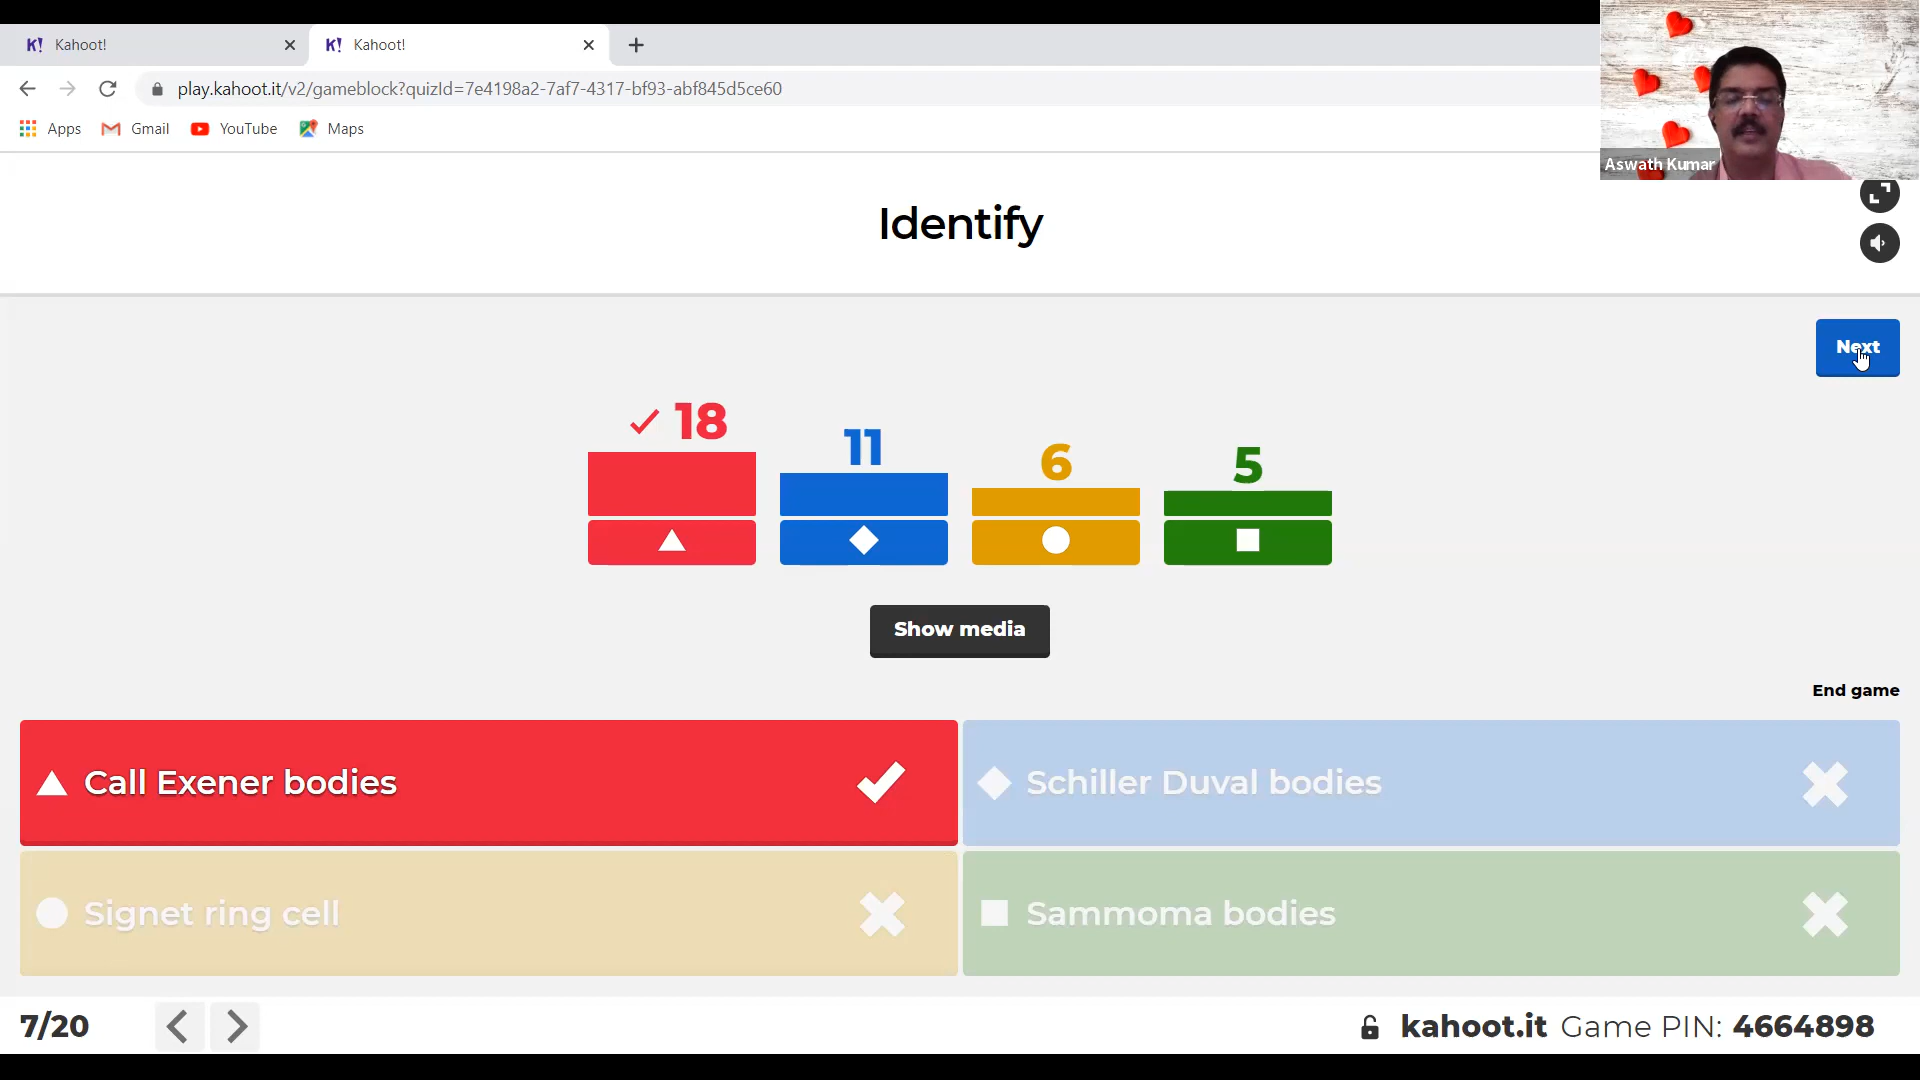 K! Kahoot!
K! Kahoot!
play.kahoot.it/v2/gameblock?quizId=7e4198a2-7af7-4317-bf93-abf845d5ce60
Apps Gmail YouTube Maps
Aswath Kumar
Identify
Next
18
11
6
5
Show media
End game
Call Exener bodies
Schiller Duval bodies
Signet ring cell
Sammoma bodies
7/20
kahoot.it Game PIN: 4664898